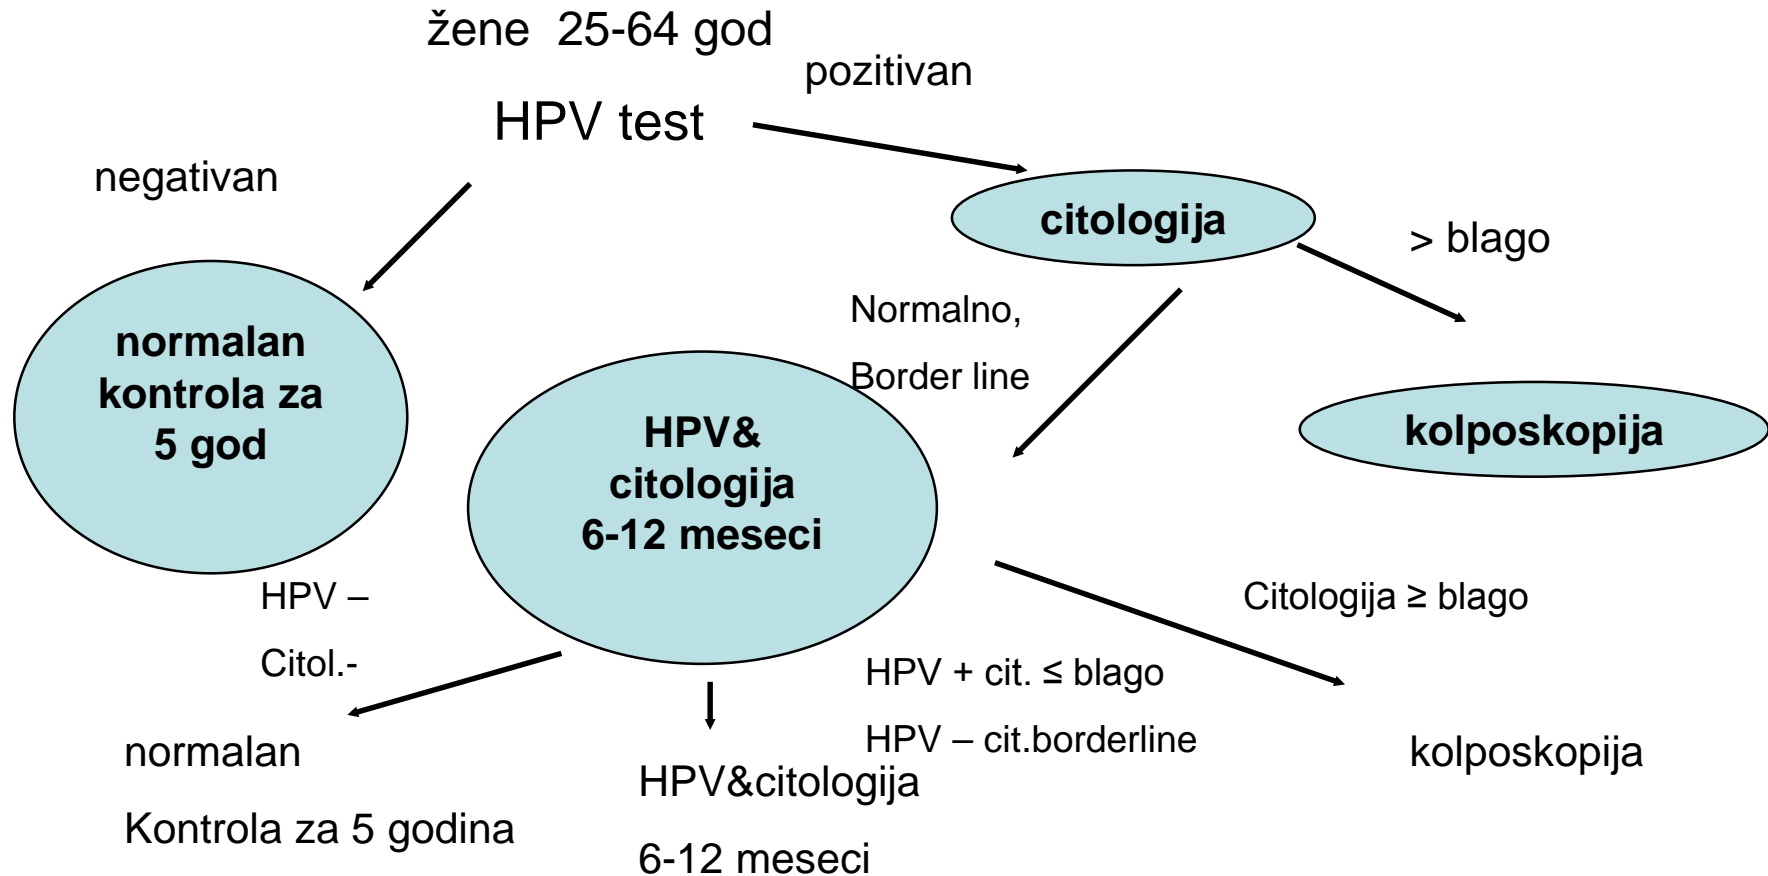 žene 25-64 god
pozitivan
HPV test
negativan
citologija
> blago
Normalno,
Border line
normalan
kontrola za
5 god
HPV&
citologija
6-12 meseci
kolposkopija
HPV –
Citol.-
Citologija ≥ blago
HPV + cit. ≤ blago
HPV – cit.borderline
normalan
Kontrola za 5 godina
HPV&citologija
6-12 meseci
kolposkopija